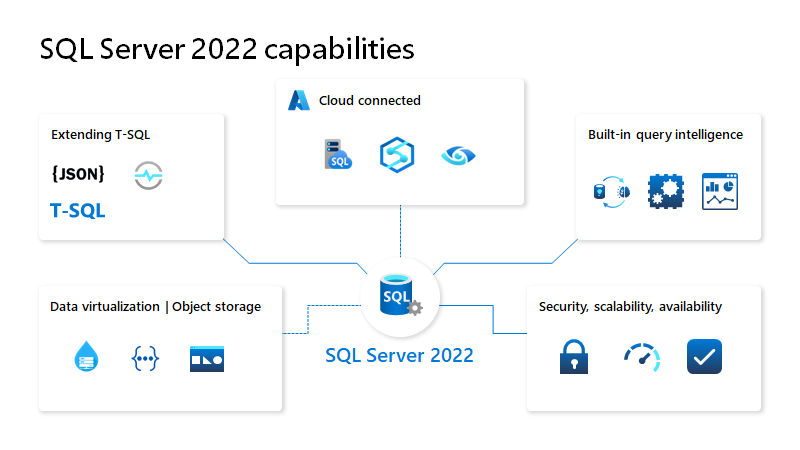 SQL Server 2022 capabilities
Cloud connected
SQL
Extending T-SQL
{JSON}
T-SQL
Built-in query intelligence
Data virtualization | Object storage
SQL
SQL Server 2022
Security, scalability, availability